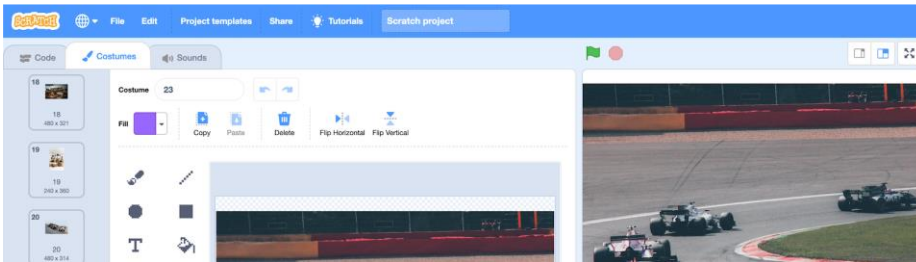 SCRATCH File Edit Project templates Share Tutorials Scratch project
Code Costumes Sounds
18
18
480 x 321
19
19
240 x 360
20
20
480 x 314
Costume 23
Fill Copy Paste Delete Flip Horizontal Flip Vertical
T